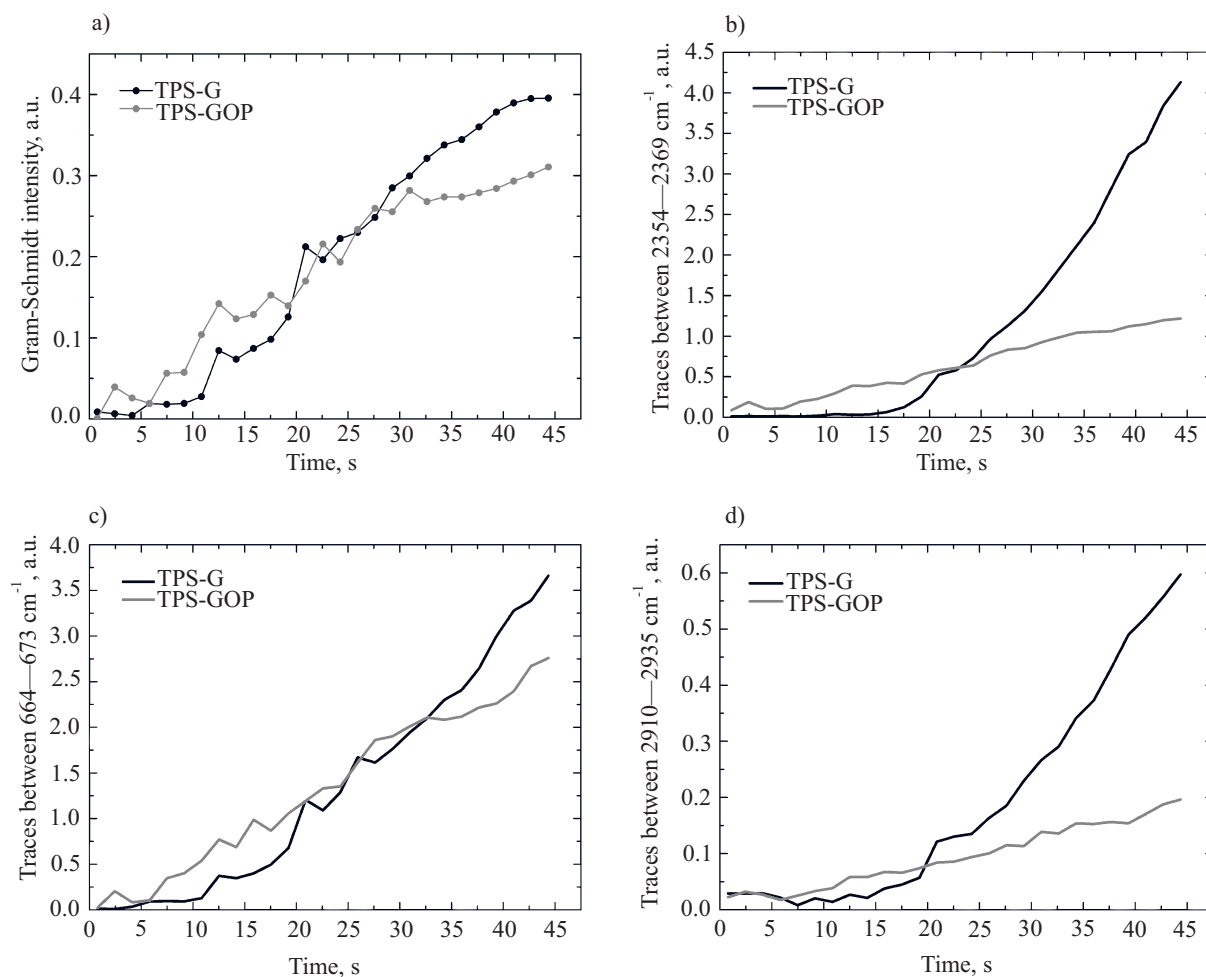 a)
Gram-Schmidt intensity, a.u.
TPS-G
TPS-GOP
0.4
0.3
0.2
0.1
0.0
0 5 10 15 20 25 30 35 40 45
Time, s
b)
Traces between 2354—2369 cm⁻¹, a.u.
TPS-G
TPS-GOP
4.5
4.0
3.5
3.0
2.5
2.0
1.5
1.0
0.5
0.0
0 5 10 15 20 25 30 35 40 45
Time, s
c)
Traces between 664—673 cm⁻¹, a.u.
TPS-G
TPS-GOP
4.0
3.5
3.0
2.5
2.0
1.5
1.0
0.5
0.0
0 5 10 15 20 25 30 35 40 45
Time, s
d)
Traces between 2910—2935 cm⁻¹, a.u.
TPS-G
TPS-GOP
0.6
0.5
0.4
0.3
0.2
0.1
0.0
0 5 10 15 20 25 30 35 40 45
Time, s